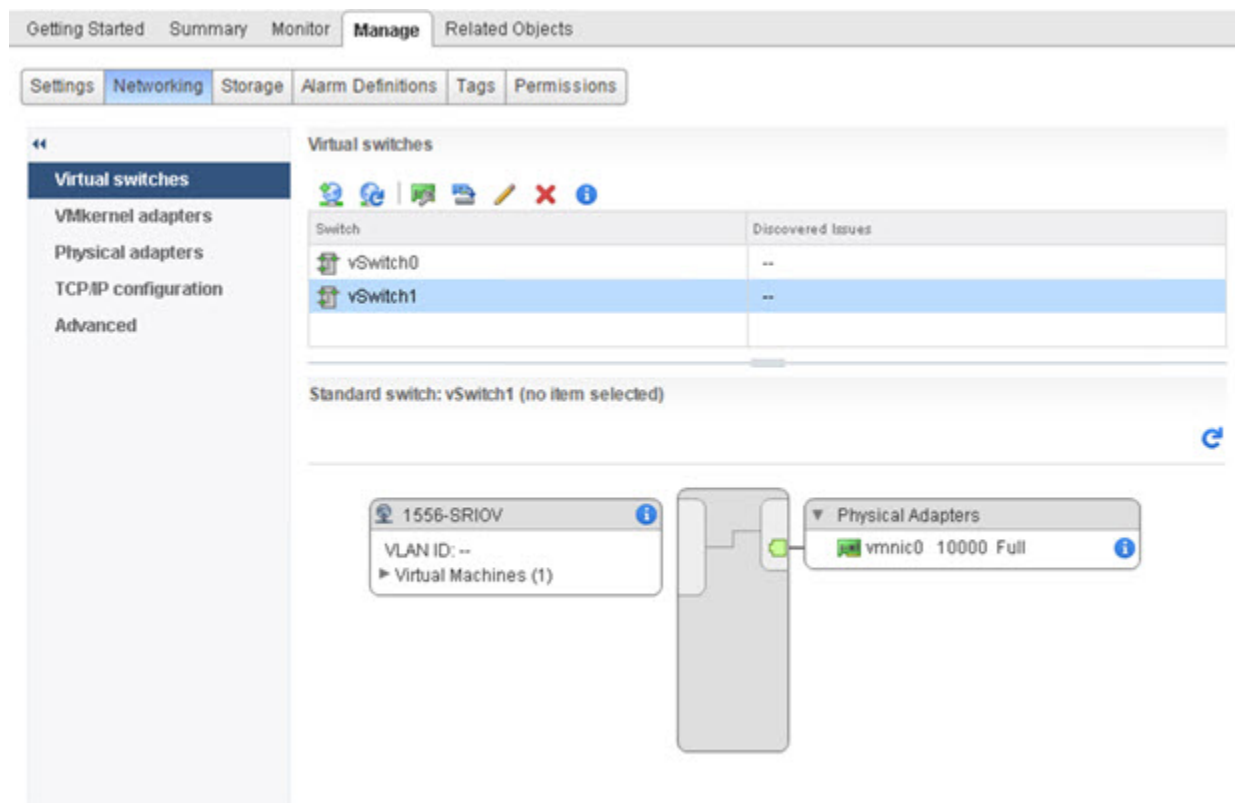 Getting Started Summary Monitor Manage Related Objects
Settings Networking Storage Alarm Definitions Tags Permissions
Virtual switches
VMkernel adapters
Physical adapters
TCP/IP configuration
Advanced
Virtual switches
Switch Discovered Issues
vSwitch0 --
vSwitch1 --
Standard switch: vSwitch1 (no item selected)
1556-SRIOV
VLAN ID: --
Virtual Machines (1)
Physical Adapters
vmnic0 10000 Full